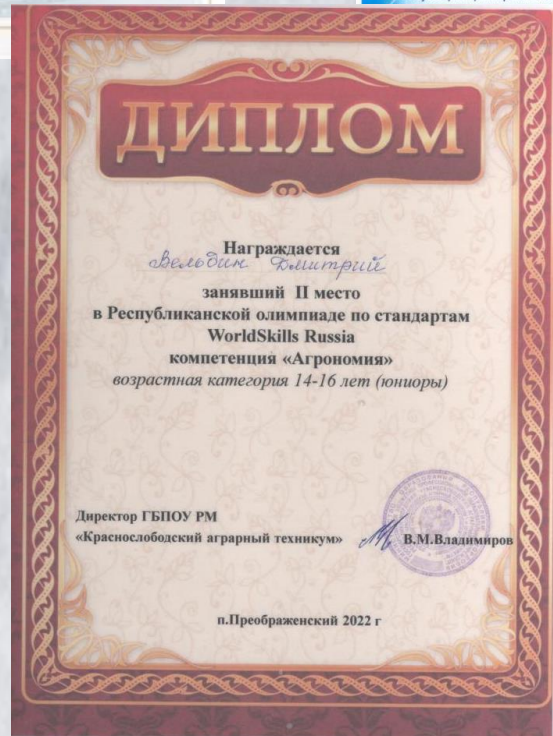 ДИПЛОМ
Награждается
Велобин Дмитрий
занявший II место
в Республиканской олимпиаде по стандартам
WorldSkills Russia
компетенция «Агрономия»
возрастная категория 14-16 лет (юниоры)
Директор ГБПОУ РМ
«Краснослободский аграрный техникум» В.М.Владимиров
п.Преображенский 2022 г